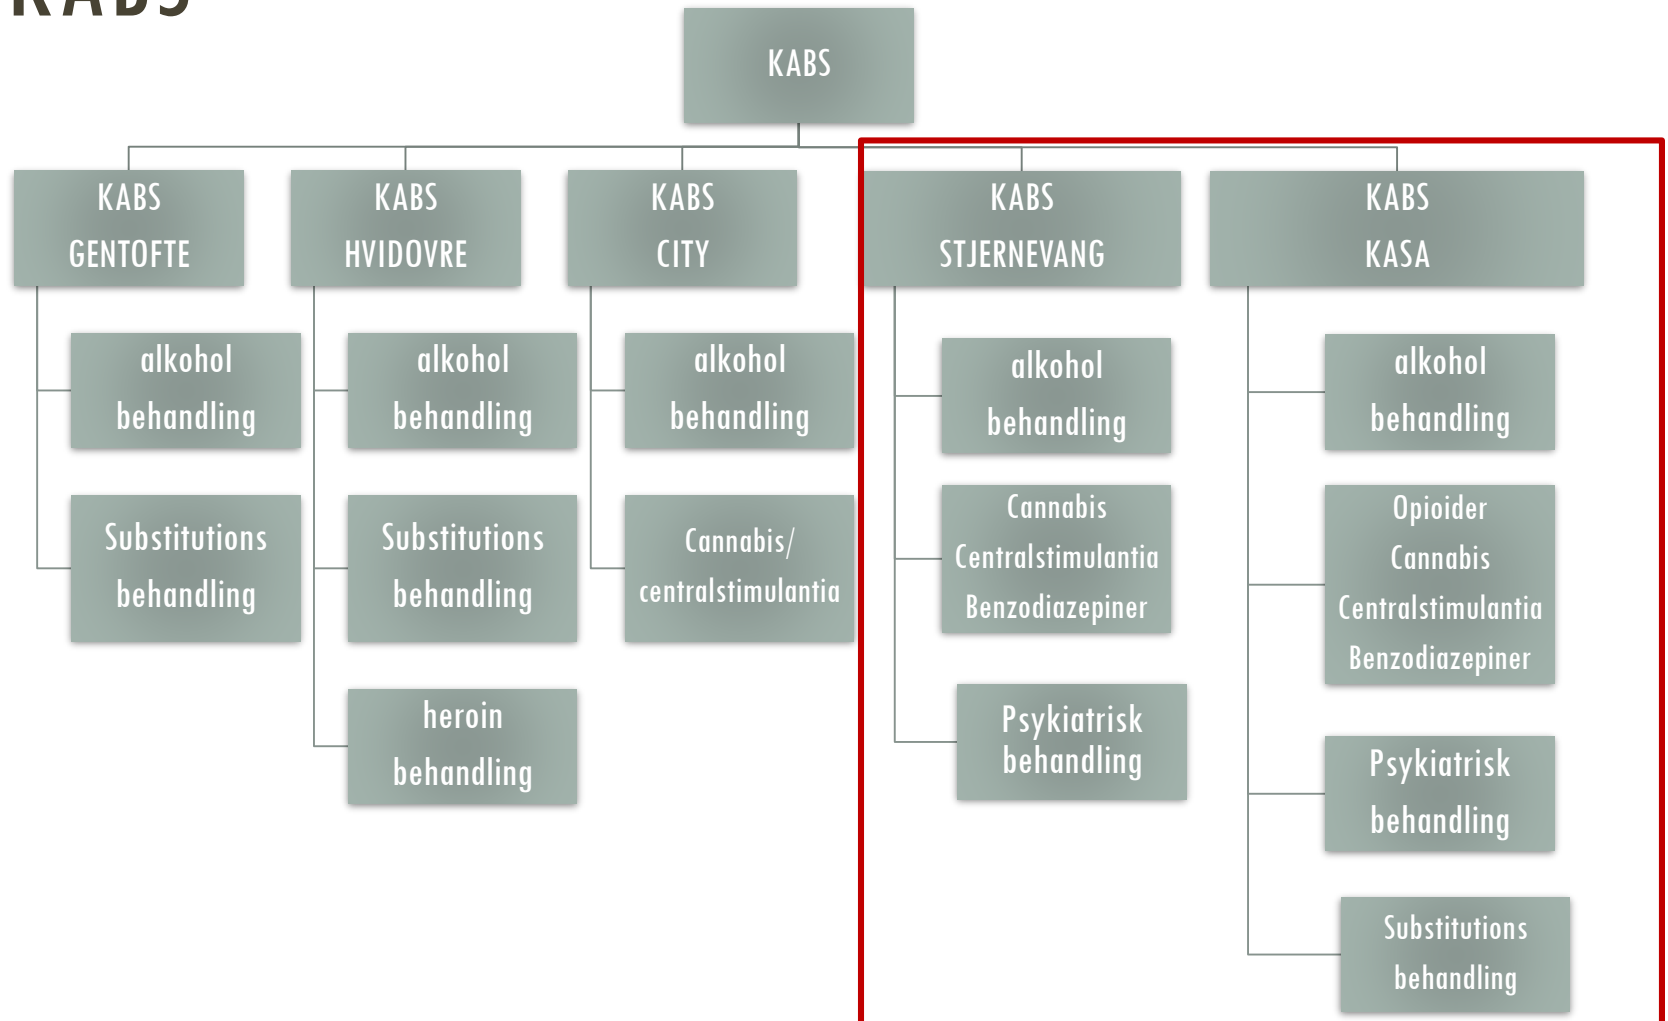 KABS
KABS
KABS
GENTOFTE
KABS
HVIDOVRE
KABS
CITY
KABS
STJERNEVANG
KABS
KASA
alkohol
behandling
Substitutions
behandling
alkohol
behandling
Substitutions
behandling
heroin
behandling
alkohol
behandling
Cannabis/
centralstimulantia
alkohol
behandling
Cannabis
Centralstimulantia
Benzodiazepiner
Psykiatrisk
behandling
alkohol
behandling
Opioider
Cannabis
Centralstimulantia
Benzodiazepiner
Psykiatrisk
behandling
Substitutions
behandling